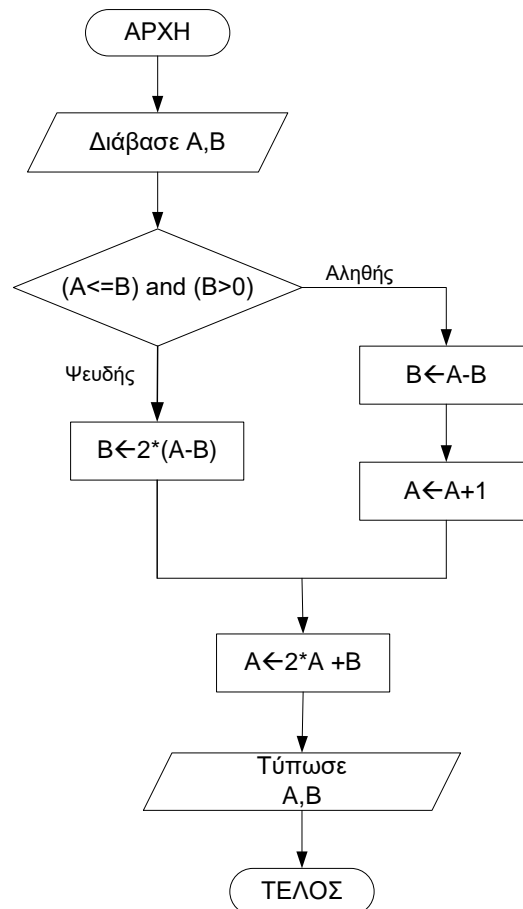 ΑΡΧΗ
Διάβασε Α,Β
(A<=B) and (B>0)
Αληθής
Ψευδής
Β←Α-Β
Β←2*(Α-Β)
Α←Α+1
Α←2*Α +Β
Τύπωσε
Α,Β
ΤΕΛΟΣ